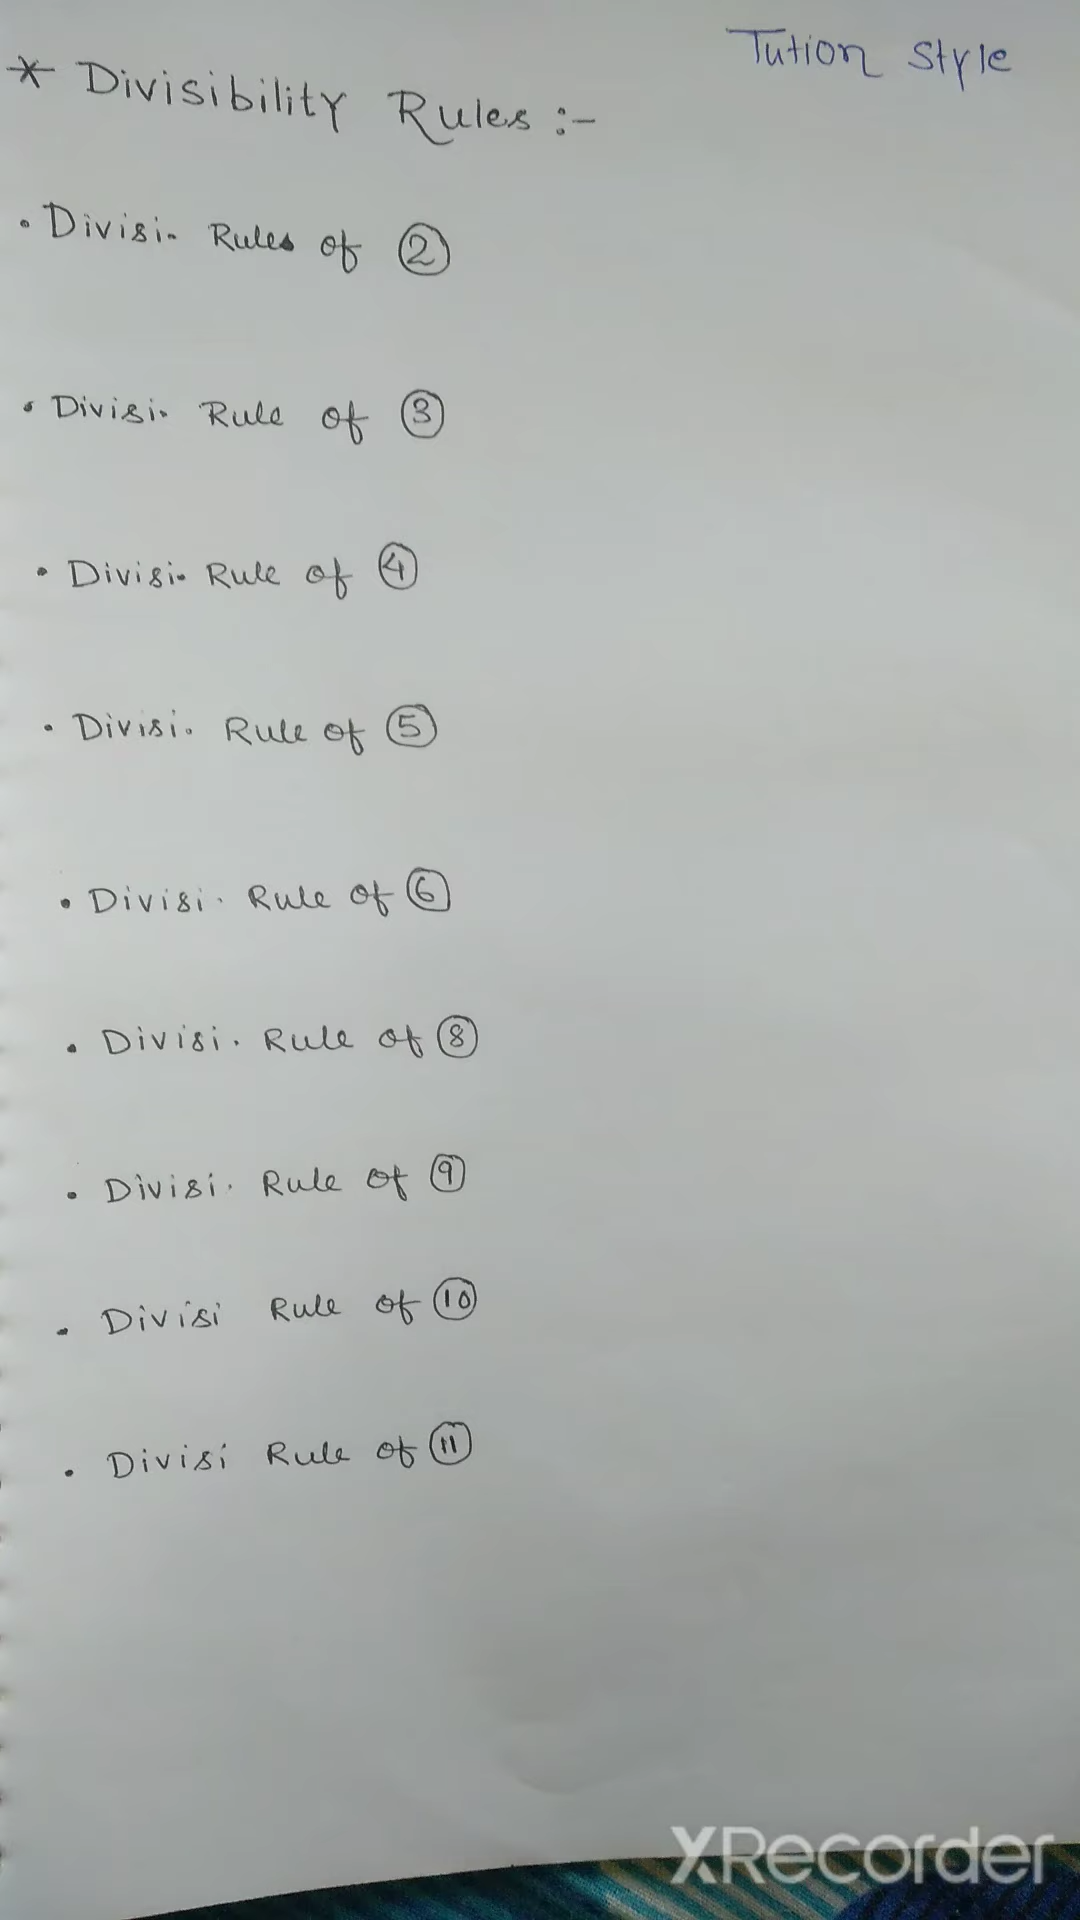 Tution Style
* Divisibility Rules :-
• Divisi. Rules of 2
• Divisi. Rule of 3
• Divisi. Rule of 4
• Divisi. Rule of 5
• Divisi. Rule of 6
• Divisi. Rule of 8
• Divisi. Rule of 9
• Divisi Rule of 10
• Divisi Rule of 11
XRecorder